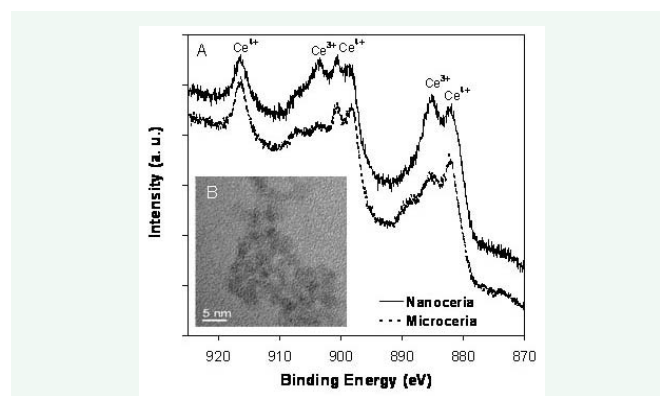 A
Ce⁴⁺
Ce³⁺ Ce⁴⁺
Ce³⁺
Ce⁴⁺
Intensity (a. u.)
B
5 nm
Nanoceria
Microceria
920 910 900 890 880 870
Binding Energy (eV)